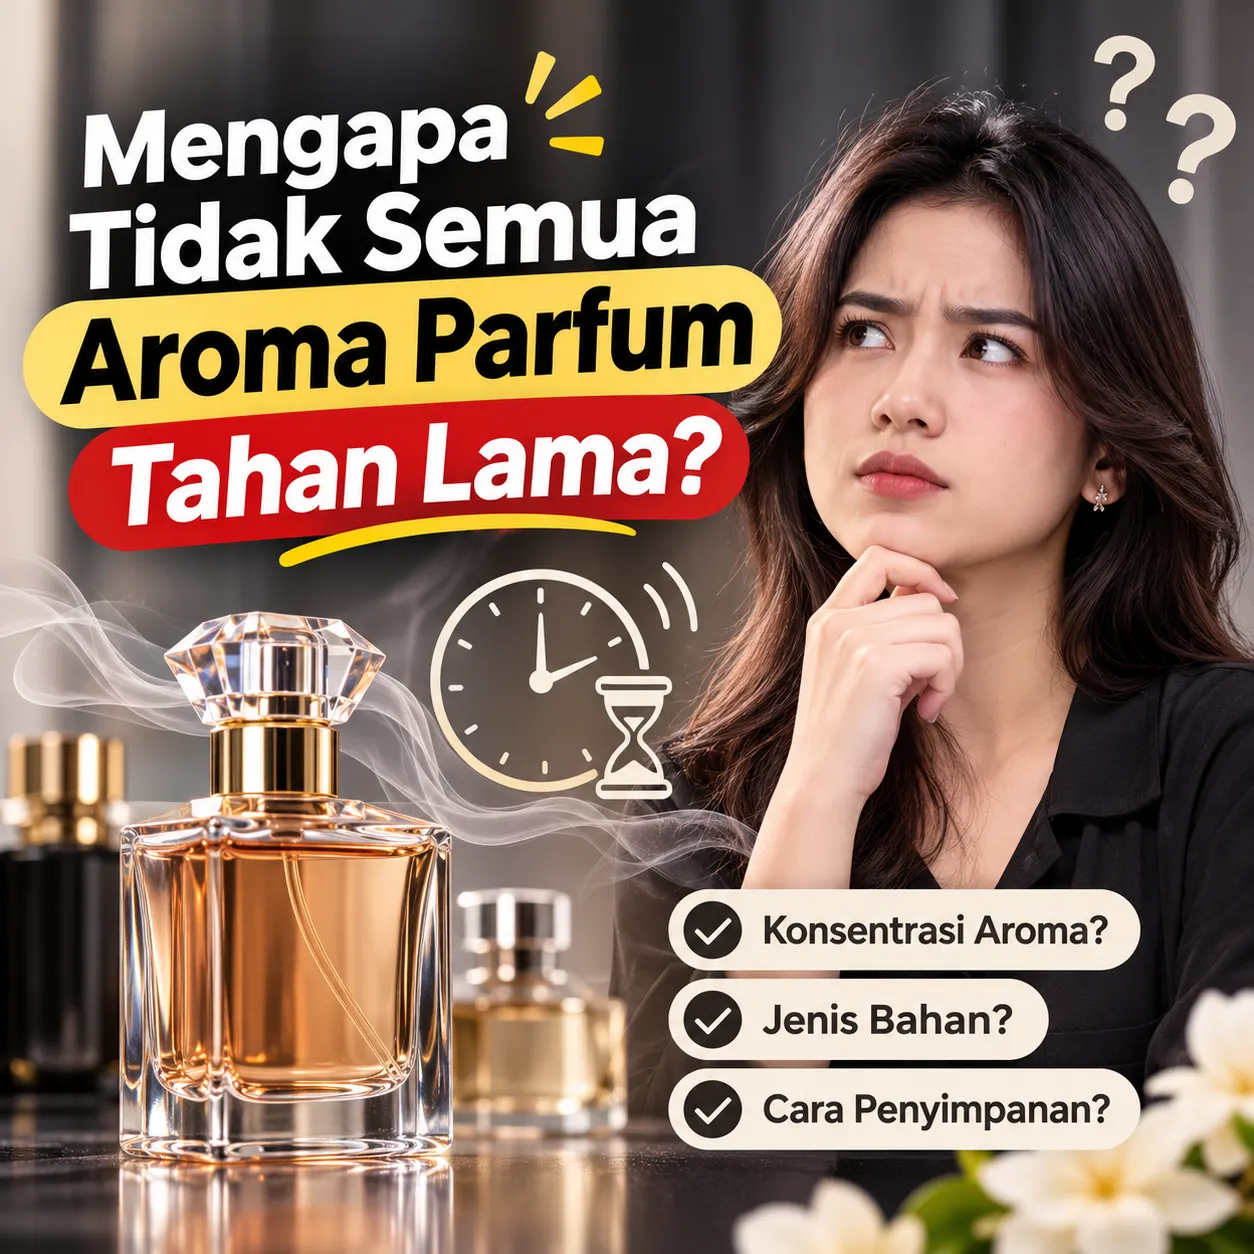 Mengapa
Tidak Semua
Aroma Parfum
Tahan Lama?
? ?
Konsentrasi Aroma?
Jenis Bahan?
Cara Penyimpanan?